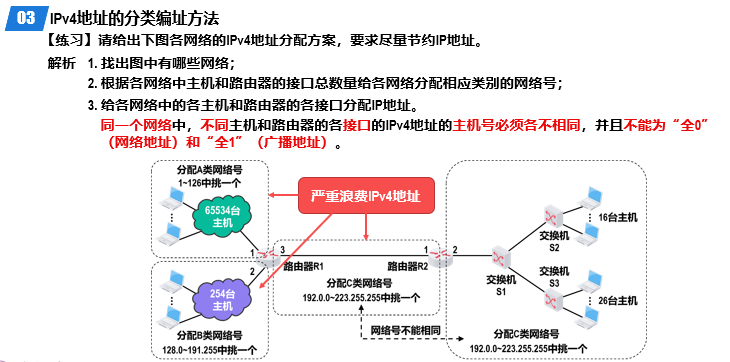 03 IPv4地址的分类编址方法
【练习】请给出下图各网络的IPv4地址分配方案，要求尽量节约IP地址。
解析 1. 找出图中有哪些网络；
2. 根据各网络中主机和路由器的接口总数量给各网络分配相应类别的网络号；
3. 给各网络中的各主机和路由器的各接口分配IP地址。
同一个网络中，不同主机和路由器的各接口的IPv4地址的主机号必须各不相同，并且不能为“全0”
（网络地址）和“全1”（广播地址）。
分配A类网络号
1~126中挑一个
65534台
主机
严重浪费IPv4地址
1
3
2
路由器R1
254台
主机
分配B类网络号
128.0~191.255中挑一个
1
2
路由器R2
分配C类网络号
192.0.0~223.255.255中挑一个
网络号不能相同
交换机
S1
交换机
S2
16台主机
交换机
S3
26台主机
分配C类网络号
192.0.0~223.255.255中挑一个